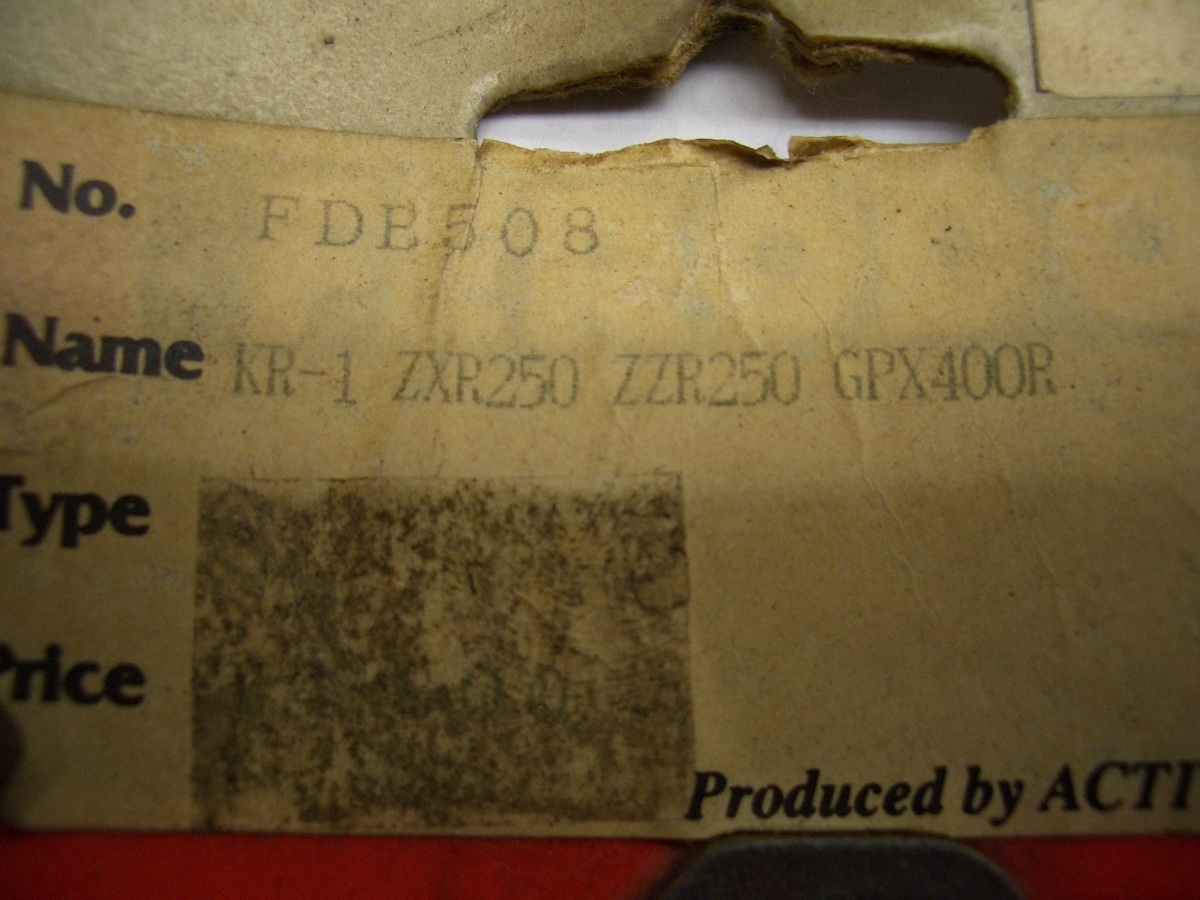 No. FDE508
Name KR-1 ZXR250 ZZR250 GPX400R
Type
Price
Produced by ACTI